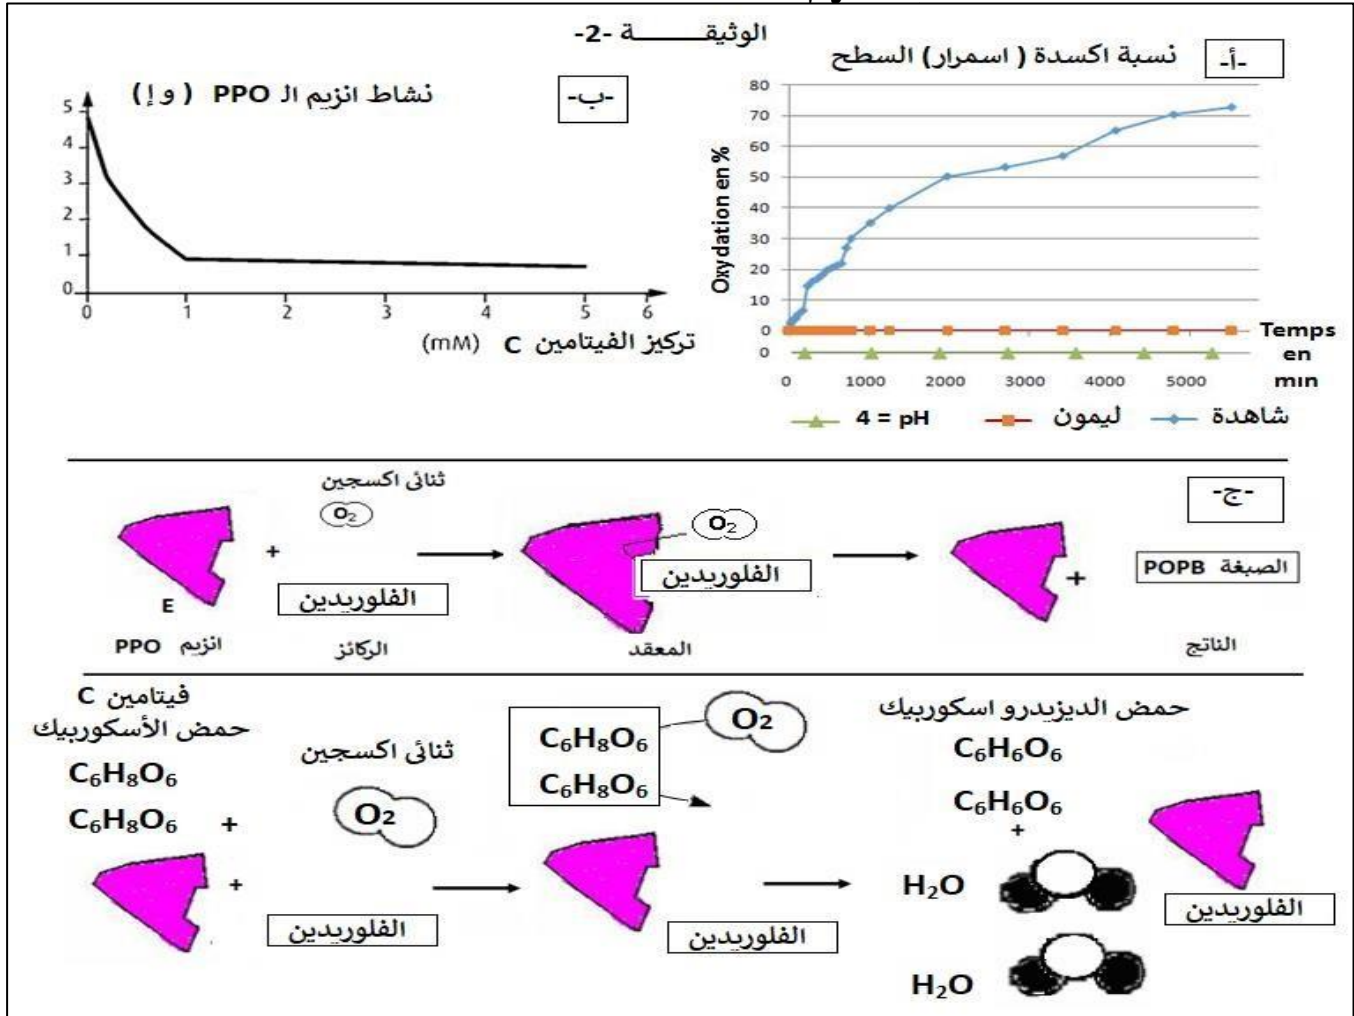 الوثيقــــــة -2-
-أ-
نسبة اكسدة ( اسمرار) السطح
Oxydation en %
80
70
60
50
40
30
20
10
0
0
0 1000 2000 3000 4000 5000
Temps
en
min
شاهدة
ليمون
4 = pH
-ب-
نشاط انزيم الـ PPO ( و إ )
5
4
3
2
1
0
0 1 2 3 4 5 6
تركيز الفيتامين C (mM)
-ج-
ثنائي اكسجين
O₂
+
الفلوريدين
E
انزيم PPO
الركائز
O₂
الفلوريدين
المعقد
+
الصبغة POPB
الناتج
فيتامين C
حمض الأسكوربيك
C₆H₈O₆
C₆H₈O₆ +
ثنائي اكسجين
O₂
+
الفلوريدين
C₆H₈O₆
C₆H₈O₆
O₂
الفلوريدين
حمض الديزيدرو اسكوربيك
C₆H₆O₆
C₆H₆O₆
+
H₂O
H₂O
الفلوريدين